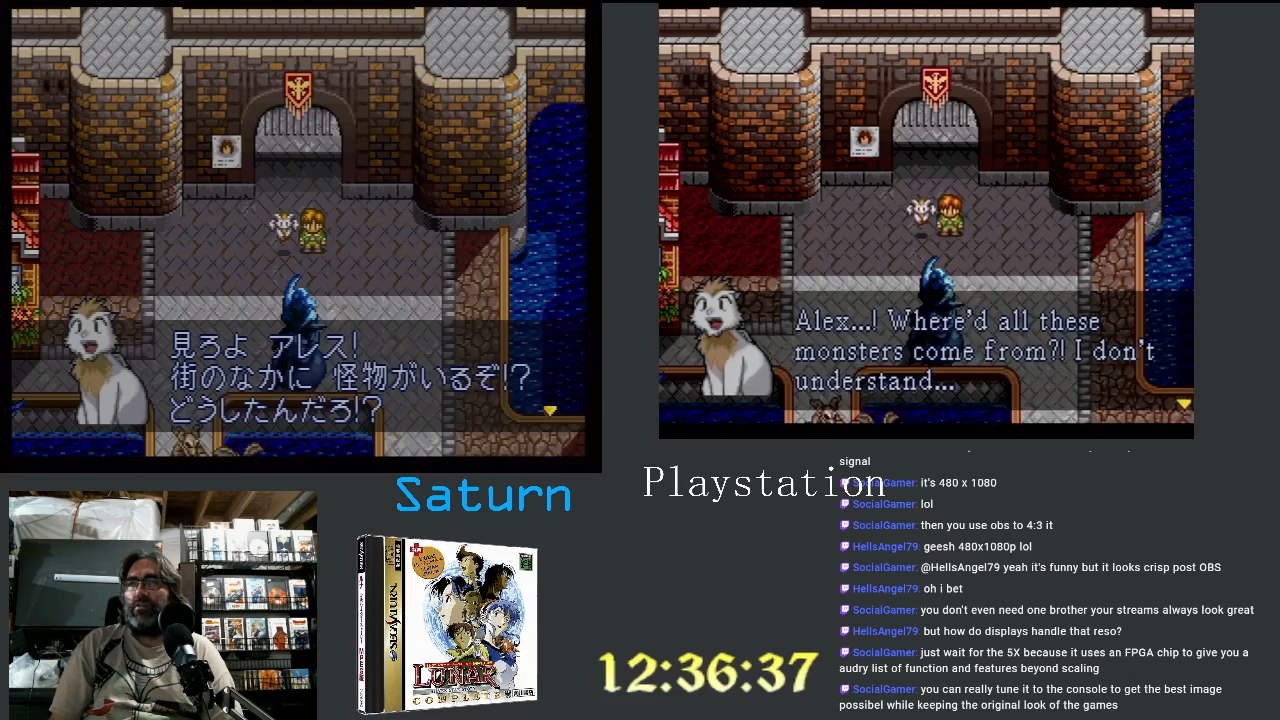 見ろよ アレス!
街のなかに 怪物がいるぞ!?
どうしたんだろ!?
Alex...! Where'd all these
monsters come from?! I don't
understand...
Saturn
Playstation
SEGA SATURN
LUNAR
COMPLETE
12:36:37
signal
SocialGamer: it's 480 x 1080
SocialGamer: lol
SocialGamer: then you use obs to 4:3 it
HellsAngel79: geesh 480x1080p lol
SocialGamer: @HellsAngel79 yeah it's funny but it looks crisp post OBS
HellsAngel79: oh i bet
SocialGamer: you don't even need one brother your streams always look great
HellsAngel79: but how do displays handle that reso?
SocialGamer: just wait for the 5X because it uses an FPGA chip to give you a
audry list of function and features beyond scaling
SocialGamer: you can really tune it to the console to get the best image
possibel while keeping the original look of the games